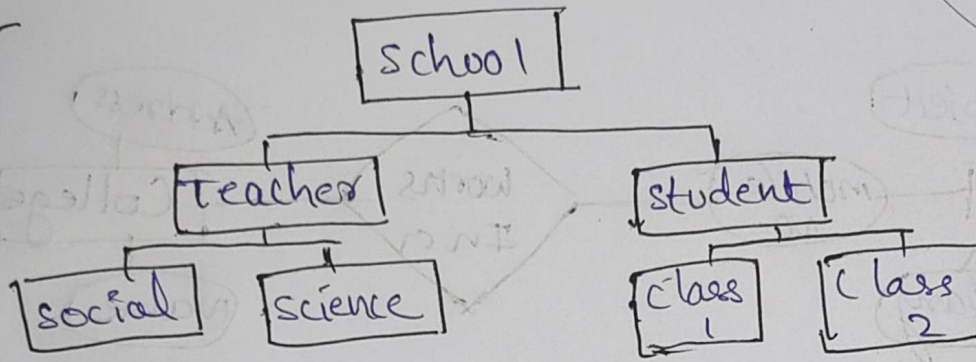 school
Teacher
student
social
science
class
1
class
2